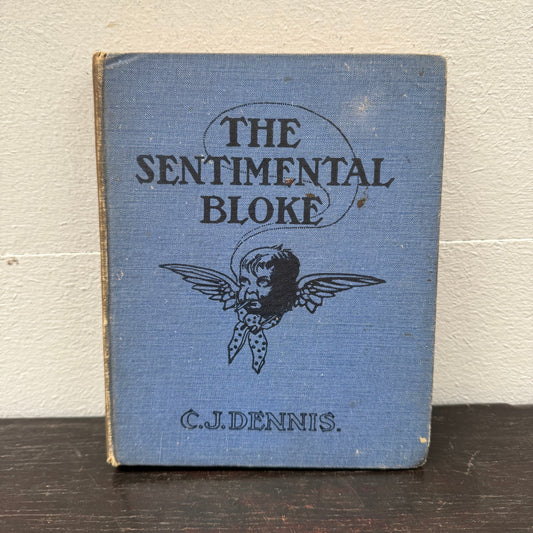 THE
SENTIMENTAL
BLOKE
C.J. DENNIS.